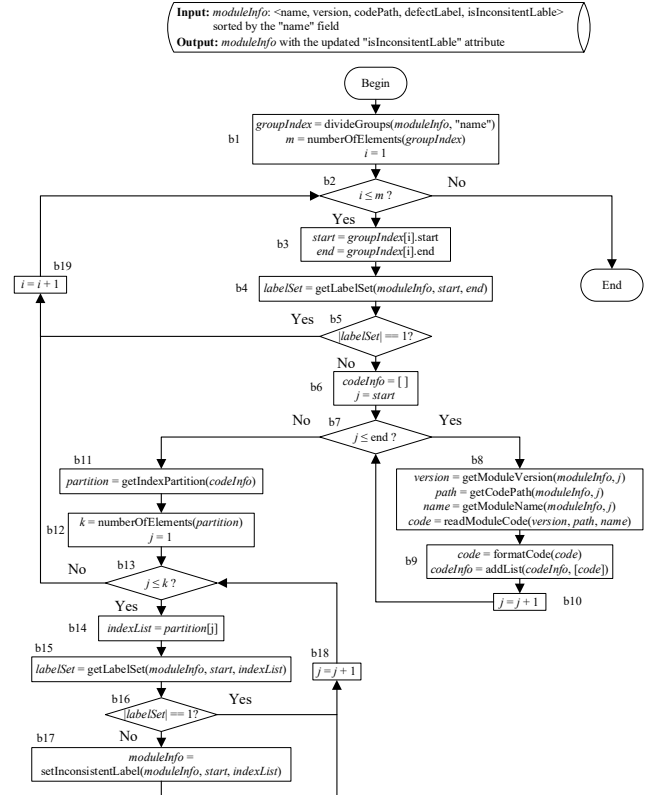 Input: moduleInfo: <name, version, codePath, defectLabel, isInconsitentLable>
sorted by the "name" field
Output: moduleInfo with the updated "isInconsitentLable" attribute
Begin
b1
groupIndex = divideGroups(moduleInfo, "name")
m = numberOfElements(groupIndex)
i = 1
b2
i ≤ m ?
No
Yes
b3
start = groupIndex[i].start
end = groupIndex[i].end
b19
i = i + 1
End
b4
labelSet = getLabelSet(moduleInfo, start, end)
b5
Yes
|labelSet| == 1?
No
b6
codeInfo = [ ]
j = start
b7
No
Yes
j ≤ end ?
b11
partition = getIndexPartition(codeInfo)
b8
version = getModuleVersion(moduleInfo, j)
path = getCodePath(moduleInfo, j)
name = getModuleName(moduleInfo, j)
code = readModuleCode(version, path, name)
b12
k = numberOfElements(partition)
j = 1
b9
code = formatCode(code)
codeInfo = addList(codeInfo, [code])
b13
No
j ≤ k ?
Yes
j = j + 1
b10
b14
indexList = partition[j]
b15
labelSet = getLabelSet(moduleInfo, start, indexList)
b18
j = j + 1
b16
|labelSet| == 1?
Yes
No
b17
moduleInfo =
setInconsistentLabel(moduleInfo, start, indexList)